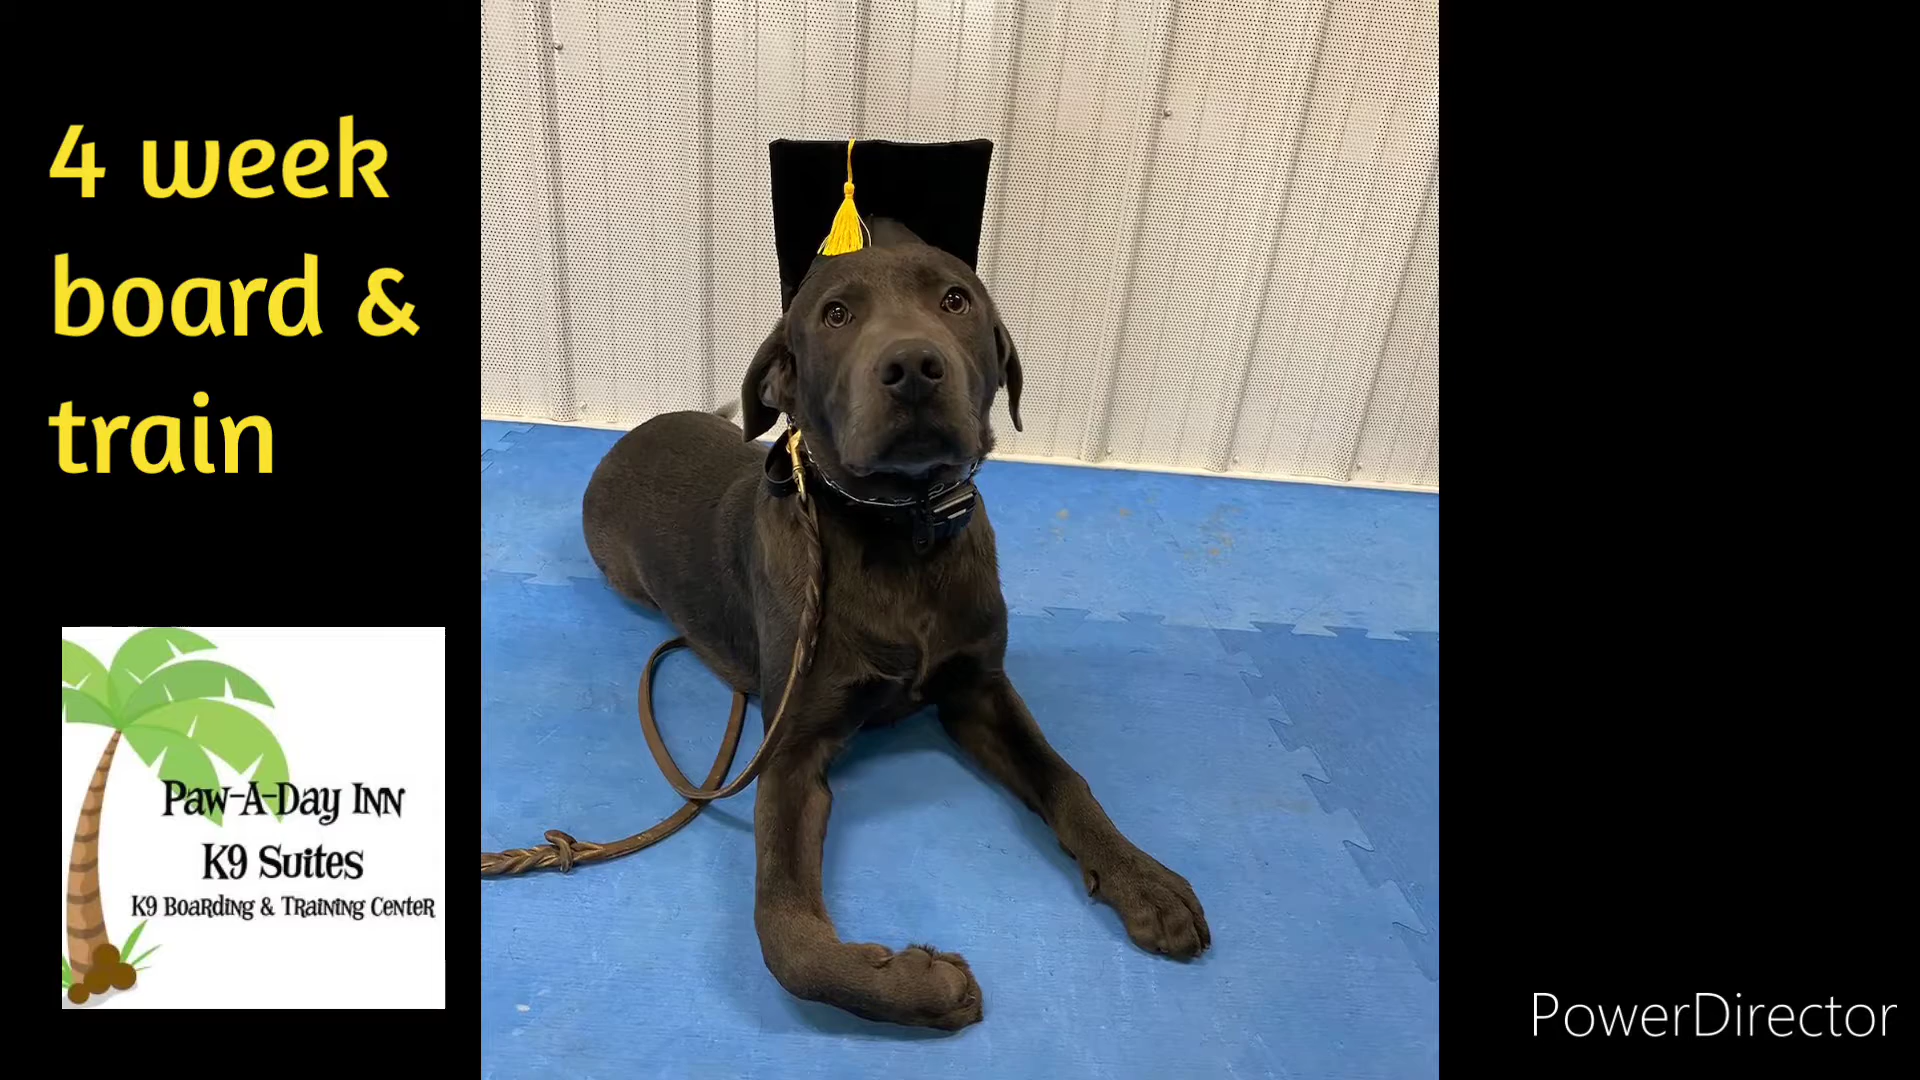 4 week
board &
train
Paw-A-Day Inn
K9 Suites
K9 Boarding & Training Center
PowerDirector